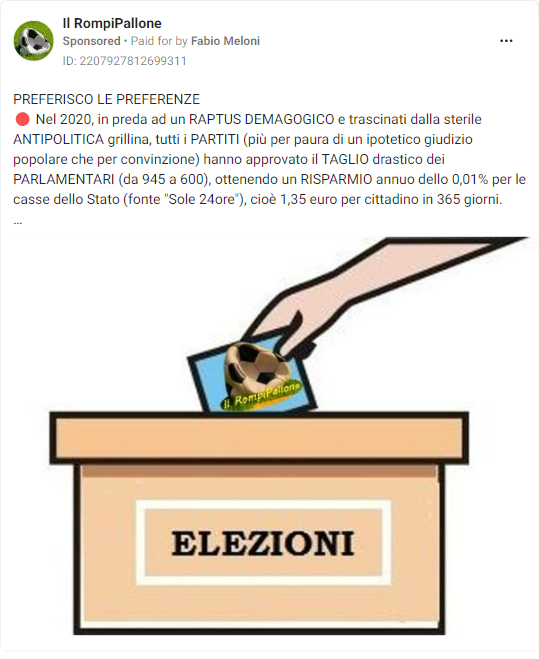 Il RompiPallone
Sponsored • Paid for by Fabio Meloni
ID: 2207927812699311
PREFERISCO LE PREFERENZE
🔴 Nel 2020, in preda ad un RAPTUS DEMAGOGICO e trascinati dalla sterile
ANTIPOLITICA grillina, tutti i PARTITI (più per paura di un ipotetico giudizio
popolare che per convinzione) hanno approvato il TAGLIO drastico dei
PARLAMENTARI (da 945 a 600), ottenendo un RISPARMIO annuo dello 0,01% per le
casse dello Stato (fonte "Sole 24ore"), cioè 1,35 euro per cittadino in 365 giorni.
...
il RompiPallone
ELEZIONI